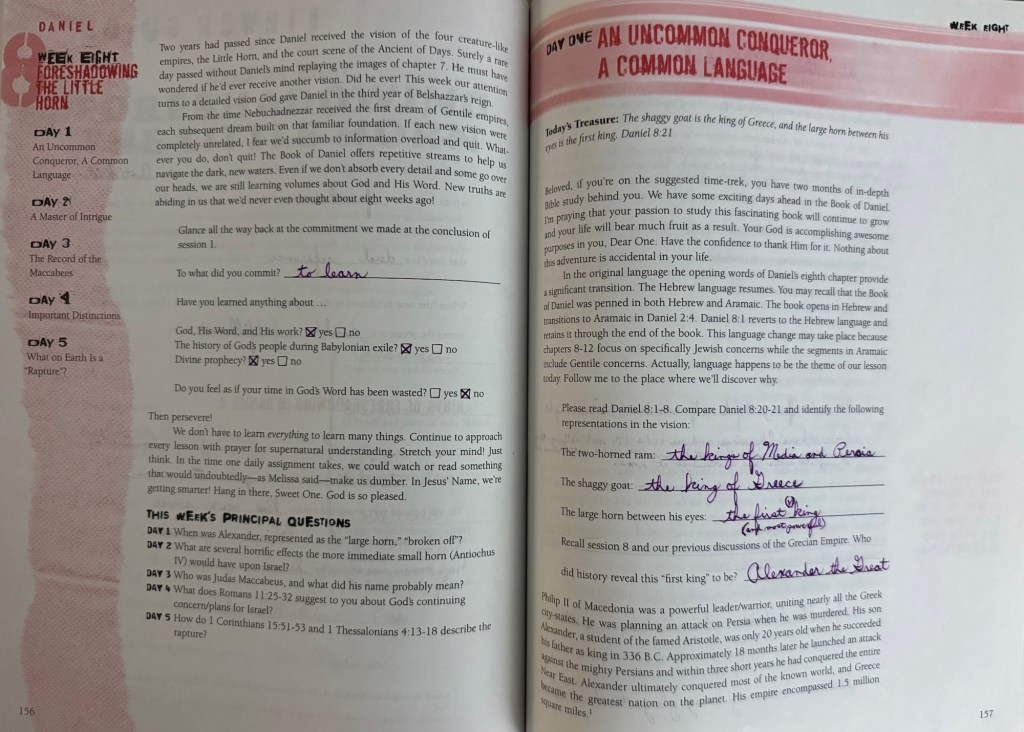 DANIEL
8
WEEK EIGHT
FORESHADOWING
THE LITTLE
HORN
DAY 1
An Uncommon
Conqueror, A Common
Language
DAY 2
A Master of Intrigue
DAY 3
The Record of the
Maccabees
DAY 4
Important Distinctions
DAY 5
What on Earth Is a
"Rapture"?
Two years had passed since Daniel received the vision of the four creature-like
empires, the Little Horn, and the court scene of the Ancient of Days. Surely a rare
day passed without Daniel's mind replaying the images of chapter 7. He must have
wondered if he'd ever receive another vision. Did he ever! This week our attention
turns to a detailed vision God gave Daniel in the third year of Belshazzar's reign.
From the time Nebuchadnezzar received the first dream of Gentile empires,
each subsequent dream built on that familiar foundation. If each new vision were
completely unrelated, I fear we'd succumb to information overload and quit. What-
ever you do, don't quit! The Book of Daniel offers repetitive streams to help us
navigate the dark, new waters. Even if we don't absorb every detail and some go over
our heads, we are still learning volumes about God and His Word. New truths are
abiding in us that we'd never even thought about eight weeks ago!
Glance all the way back at the commitment we made at the conclusion of
session 1.
To what did you commit? to learn
Have you learned anything about ...
God, His Word, and His work? ☒ yes ☐ no
The history of God's people during Babylonian exile? ☒ yes ☐ no
Divine prophecy? ☒ yes ☐ no
Do you feel as if your time in God's Word has been wasted? ☐ yes ☒ no
Then persevere!
We don't have to learn everything to learn many things. Continue to approach
every lesson with prayer for supernatural understanding. Stretch your mind! Just
think. In the time one daily assignment takes, we could watch or read something
that would undoubtedly—as Melissa said—make us dumber. In Jesus' Name, we're
getting smarter! Hang in there, Sweet One. God is so pleased.
THIS WEEK'S PRINCIPAL QUESTIONS
DAY 1 When was Alexander, represented as the "large horn," "broken off"?
DAY 2 What are several horrific effects the more immediate small horn (Antiochus
IV) would have upon Israel?
DAY 3 Who was Judas Maccabeus, and what did his name probably mean?
DAY 4 What does Romans 11:25-32 suggest to you about God's continuing
concern/plans for Israel?
DAY 5 How do 1 Corinthians 15:51-53 and 1 Thessalonians 4:13-18 describe the
rapture?
156
WEEK EIGHT
DAY ONE AN UNCOMMON CONQUEROR,
A COMMON LANGUAGE
Today's Treasure: The shaggy goat is the king of Greece, and the large horn between his
eyes is the first king. Daniel 8:21
Beloved, if you're on the suggested time-trek, you have two months of in-depth
Bible study behind you. We have some exciting days ahead in the Book of Daniel.
I'm praying that your passion to study this fascinating book will continue to grow
and your life will bear much fruit as a result. Your God is accomplishing awesome
purposes in you, Dear One. Have the confidence to thank Him for it. Nothing about
this adventure is accidental in your life.
In the original language the opening words of Daniel's eighth chapter provide
a significant transition. The Hebrew language resumes. You may recall that the Book
of Daniel was penned in both Hebrew and Aramaic. The book opens in Hebrew and
transitions to Aramaic in Daniel 2:4. Daniel 8:1 reverts to the Hebrew language and
retains it through the end of the book. This language change may take place because
chapters 8-12 focus on specifically Jewish concerns while the segments in Aramaic
include Gentile concerns. Actually, language happens to be the theme of our lesson
today. Follow me to the place where we'll discover why.
Please read Daniel 8:1-8. Compare Daniel 8:20-21 and identify the following
representations in the vision:
The two-horned ram: the kings of Media and Persia
The shaggy goat: the king of Greece
The large horn between his eyes: the first king
(and most powerful)
Recall session 8 and our previous discussions of the Grecian Empire. Who
did history reveal this "first king" to be? Alexander the Great
Philip II of Macedonia was a powerful leader/warrior, uniting nearly all the Greek
city-states. He was planning an attack on Persia when he was murdered. His son
Alexander, a student of the famed Aristotle, was only 20 years old when he succeeded
his father as king in 336 B.C. Approximately 18 months later he launched an attack
against the mighty Persians and within three short years he had conquered the entire
Near East. Alexander ultimately conquered most of the known world, and Greece
became the greatest nation on the planet. His empire encompassed 1.5 million
square miles.¹
157